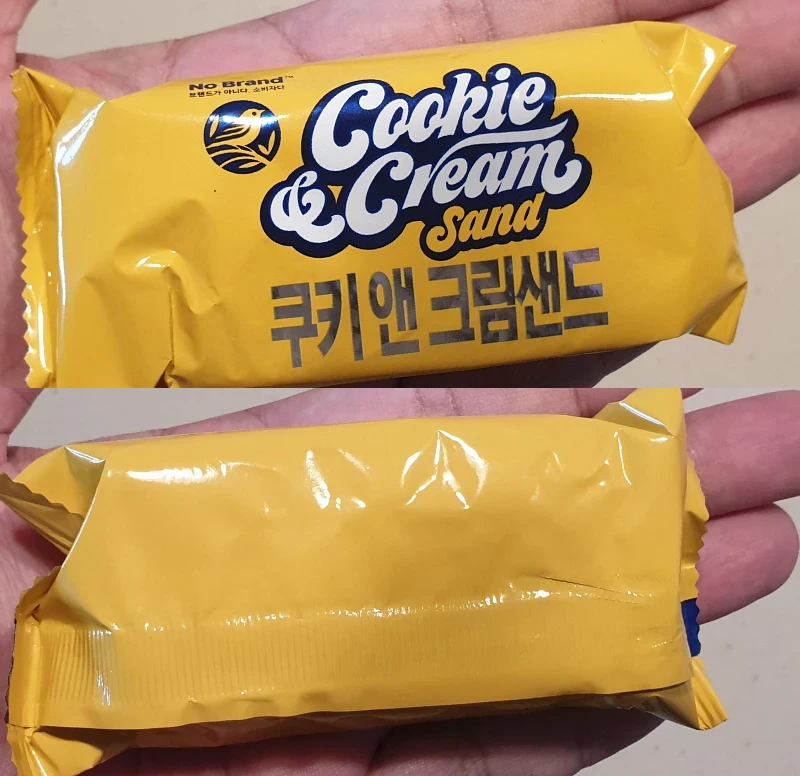 No Brand™
브랜드가 아니다. 소비자다
Cookie
& Cream
Sand
쿠키 앤 크림샌드